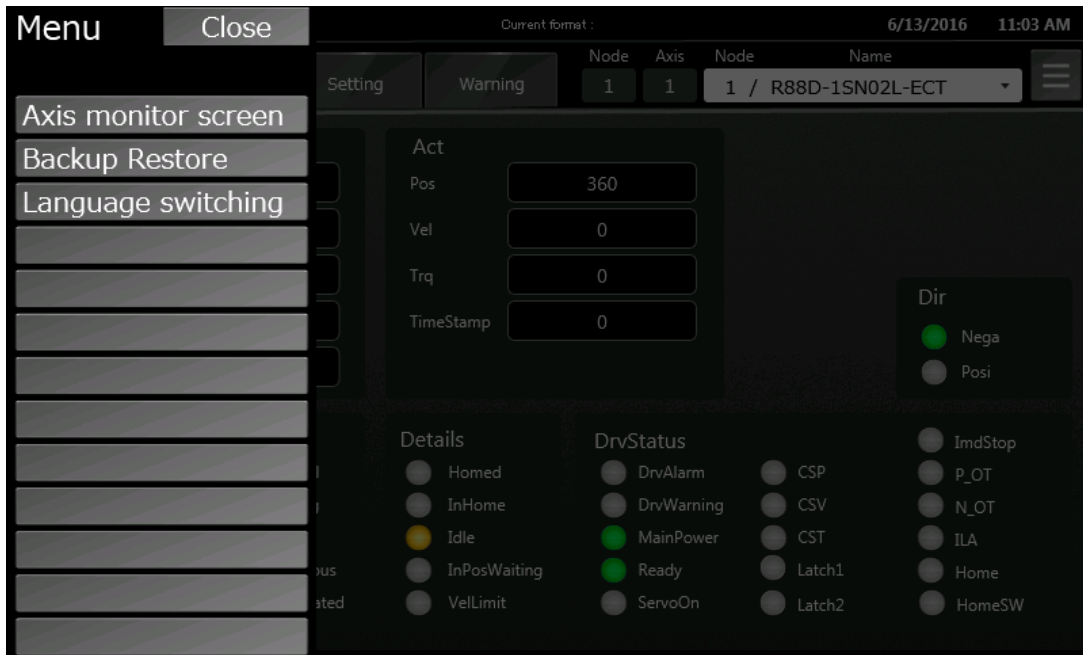 Menu
Close
Axis monitor screen
Backup Restore
Language switching
Current format :
6/13/2016 11:03 AM
Setting
Warning
Node Axis Node Name
1 1 1 / R88D-1SN02L-ECT
Act
Pos 360
Vel 0
Trq 0
TimeStamp 0
Dir
Nega
Posi
Details
Homed
InHome
Idle
InPosWaiting
VelLimit
DrvStatus
DrvAlarm
DrvWarning
MainPower
Ready
ServoOn
CSP
CSV
CST
Latch1
Latch2
ImdStop
P_OT
N_OT
ILA
Home
HomeSW